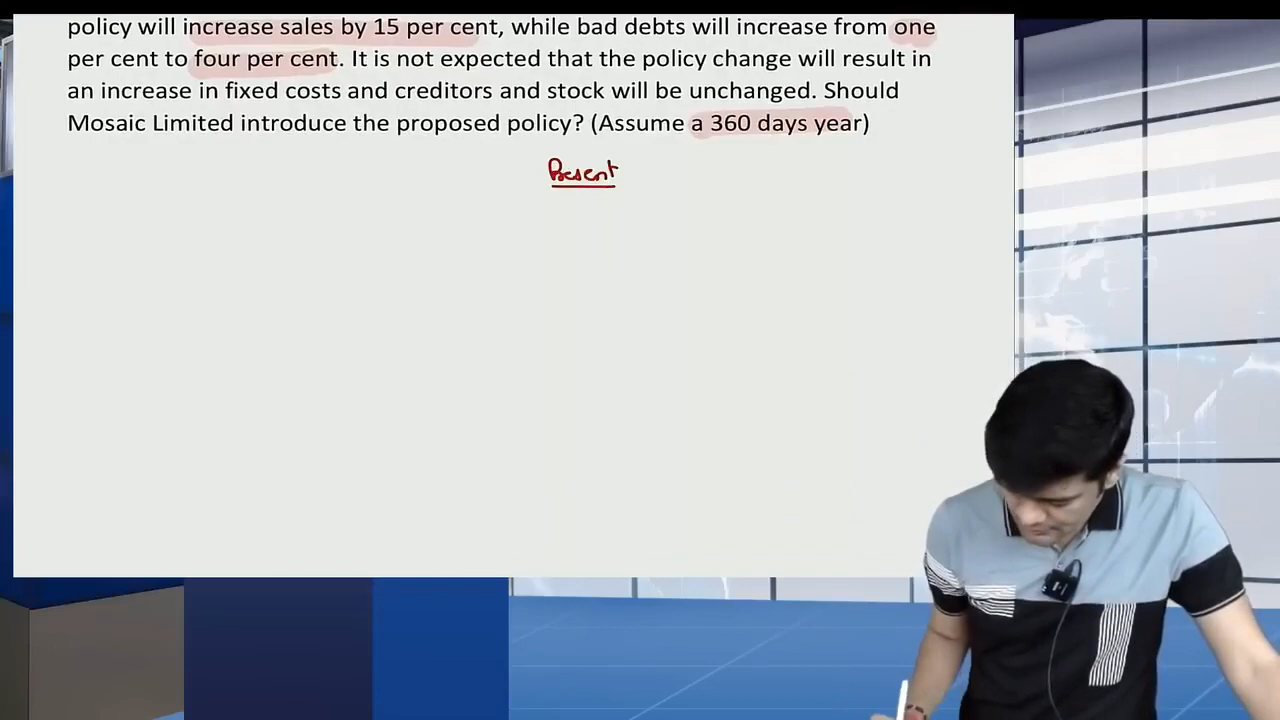 policy will increase sales by 15 per cent, while bad debts will increase from one
per cent to four per cent. It is not expected that the policy change will result in
an increase in fixed costs and creditors and stock will be unchanged. Should
Mosaic Limited introduce the proposed policy? (Assume a 360 days year)
Present